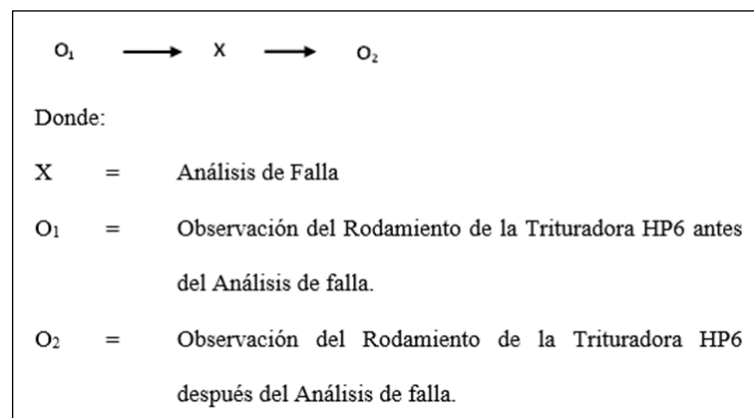 O₁ ⟶ X ⟶ O₂
Donde:
X = Análisis de Falla
O₁ = Observación del Rodamiento de la Trituradora HP6 antes
del Análisis de falla.
O₂ = Observación del Rodamiento de la Trituradora HP6
después del Análisis de falla.